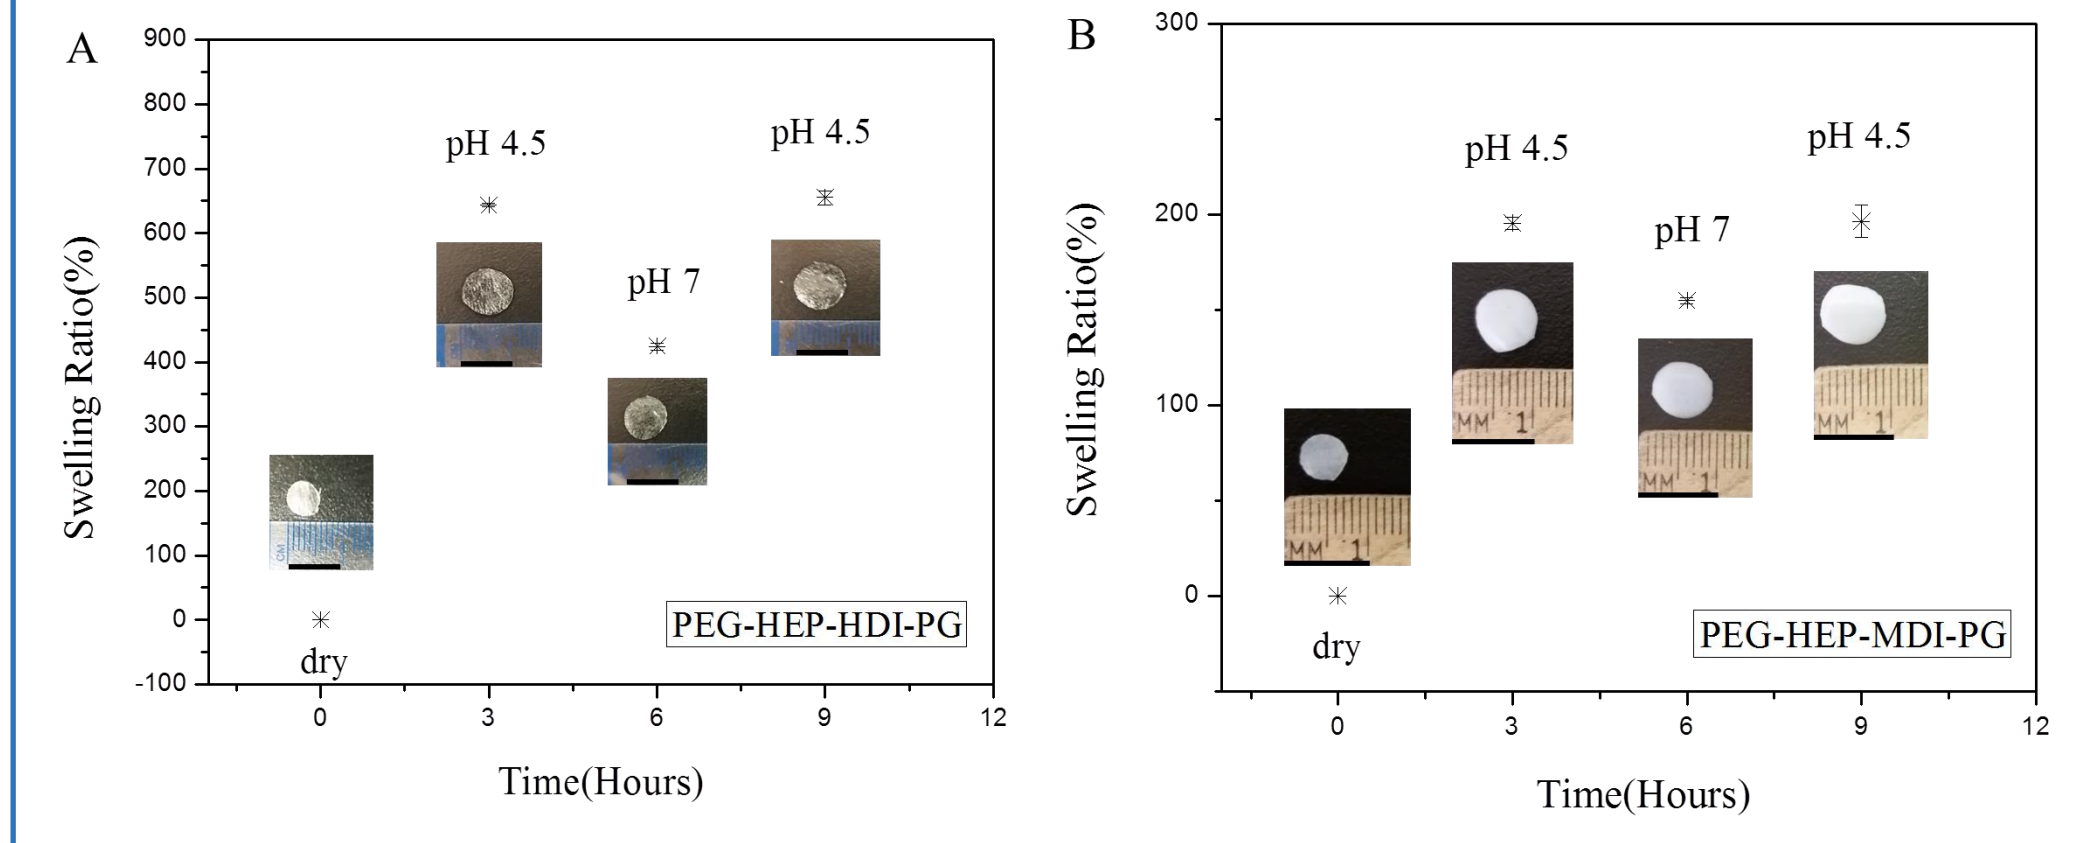 A
900
800
700
600
500
400
300
200
100
0
-100
Swelling Ratio(%)
pH 4.5
pH 7
pH 4.5
dry
CM
PEG-HEP-HDI-PG
0
3
6
9
12
Time(Hours)
B
300
200
100
0
Swelling Ratio(%)
pH 4.5
pH 7
pH 4.5
MM 1
MM 1
MM 1
MM 1
dry
PEG-HEP-MDI-PG
0
3
6
9
12
Time(Hours)